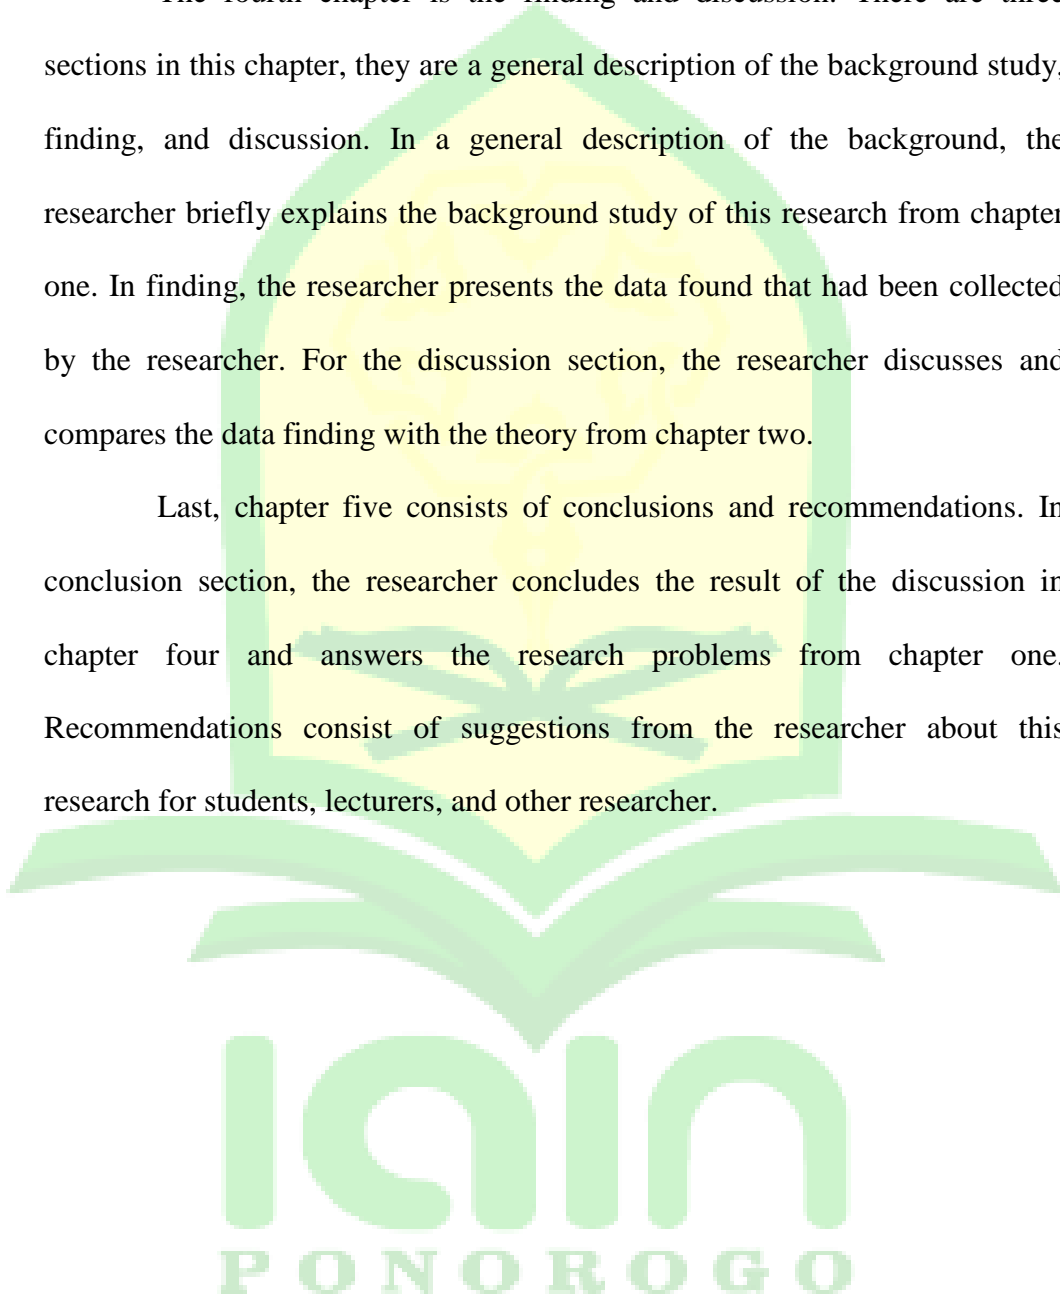 The fourth chapter is the finding and discussion. There are three
sections in this chapter, they are a general description of the background study,
finding, and discussion. In a general description of the background, the
researcher briefly explains the background study of this research from chapter
one. In finding, the researcher presents the data found that had been collected
by the researcher. For the discussion section, the researcher discusses and
compares the data finding with the theory from chapter two.
Last, chapter five consists of conclusions and recommendations. In
conclusion section, the researcher concludes the result of the discussion in
chapter four and answers the research problems from chapter one.
Recommendations consist of suggestions from the researcher about this
research for students, lecturers, and other researcher.
iain
PONOROGO